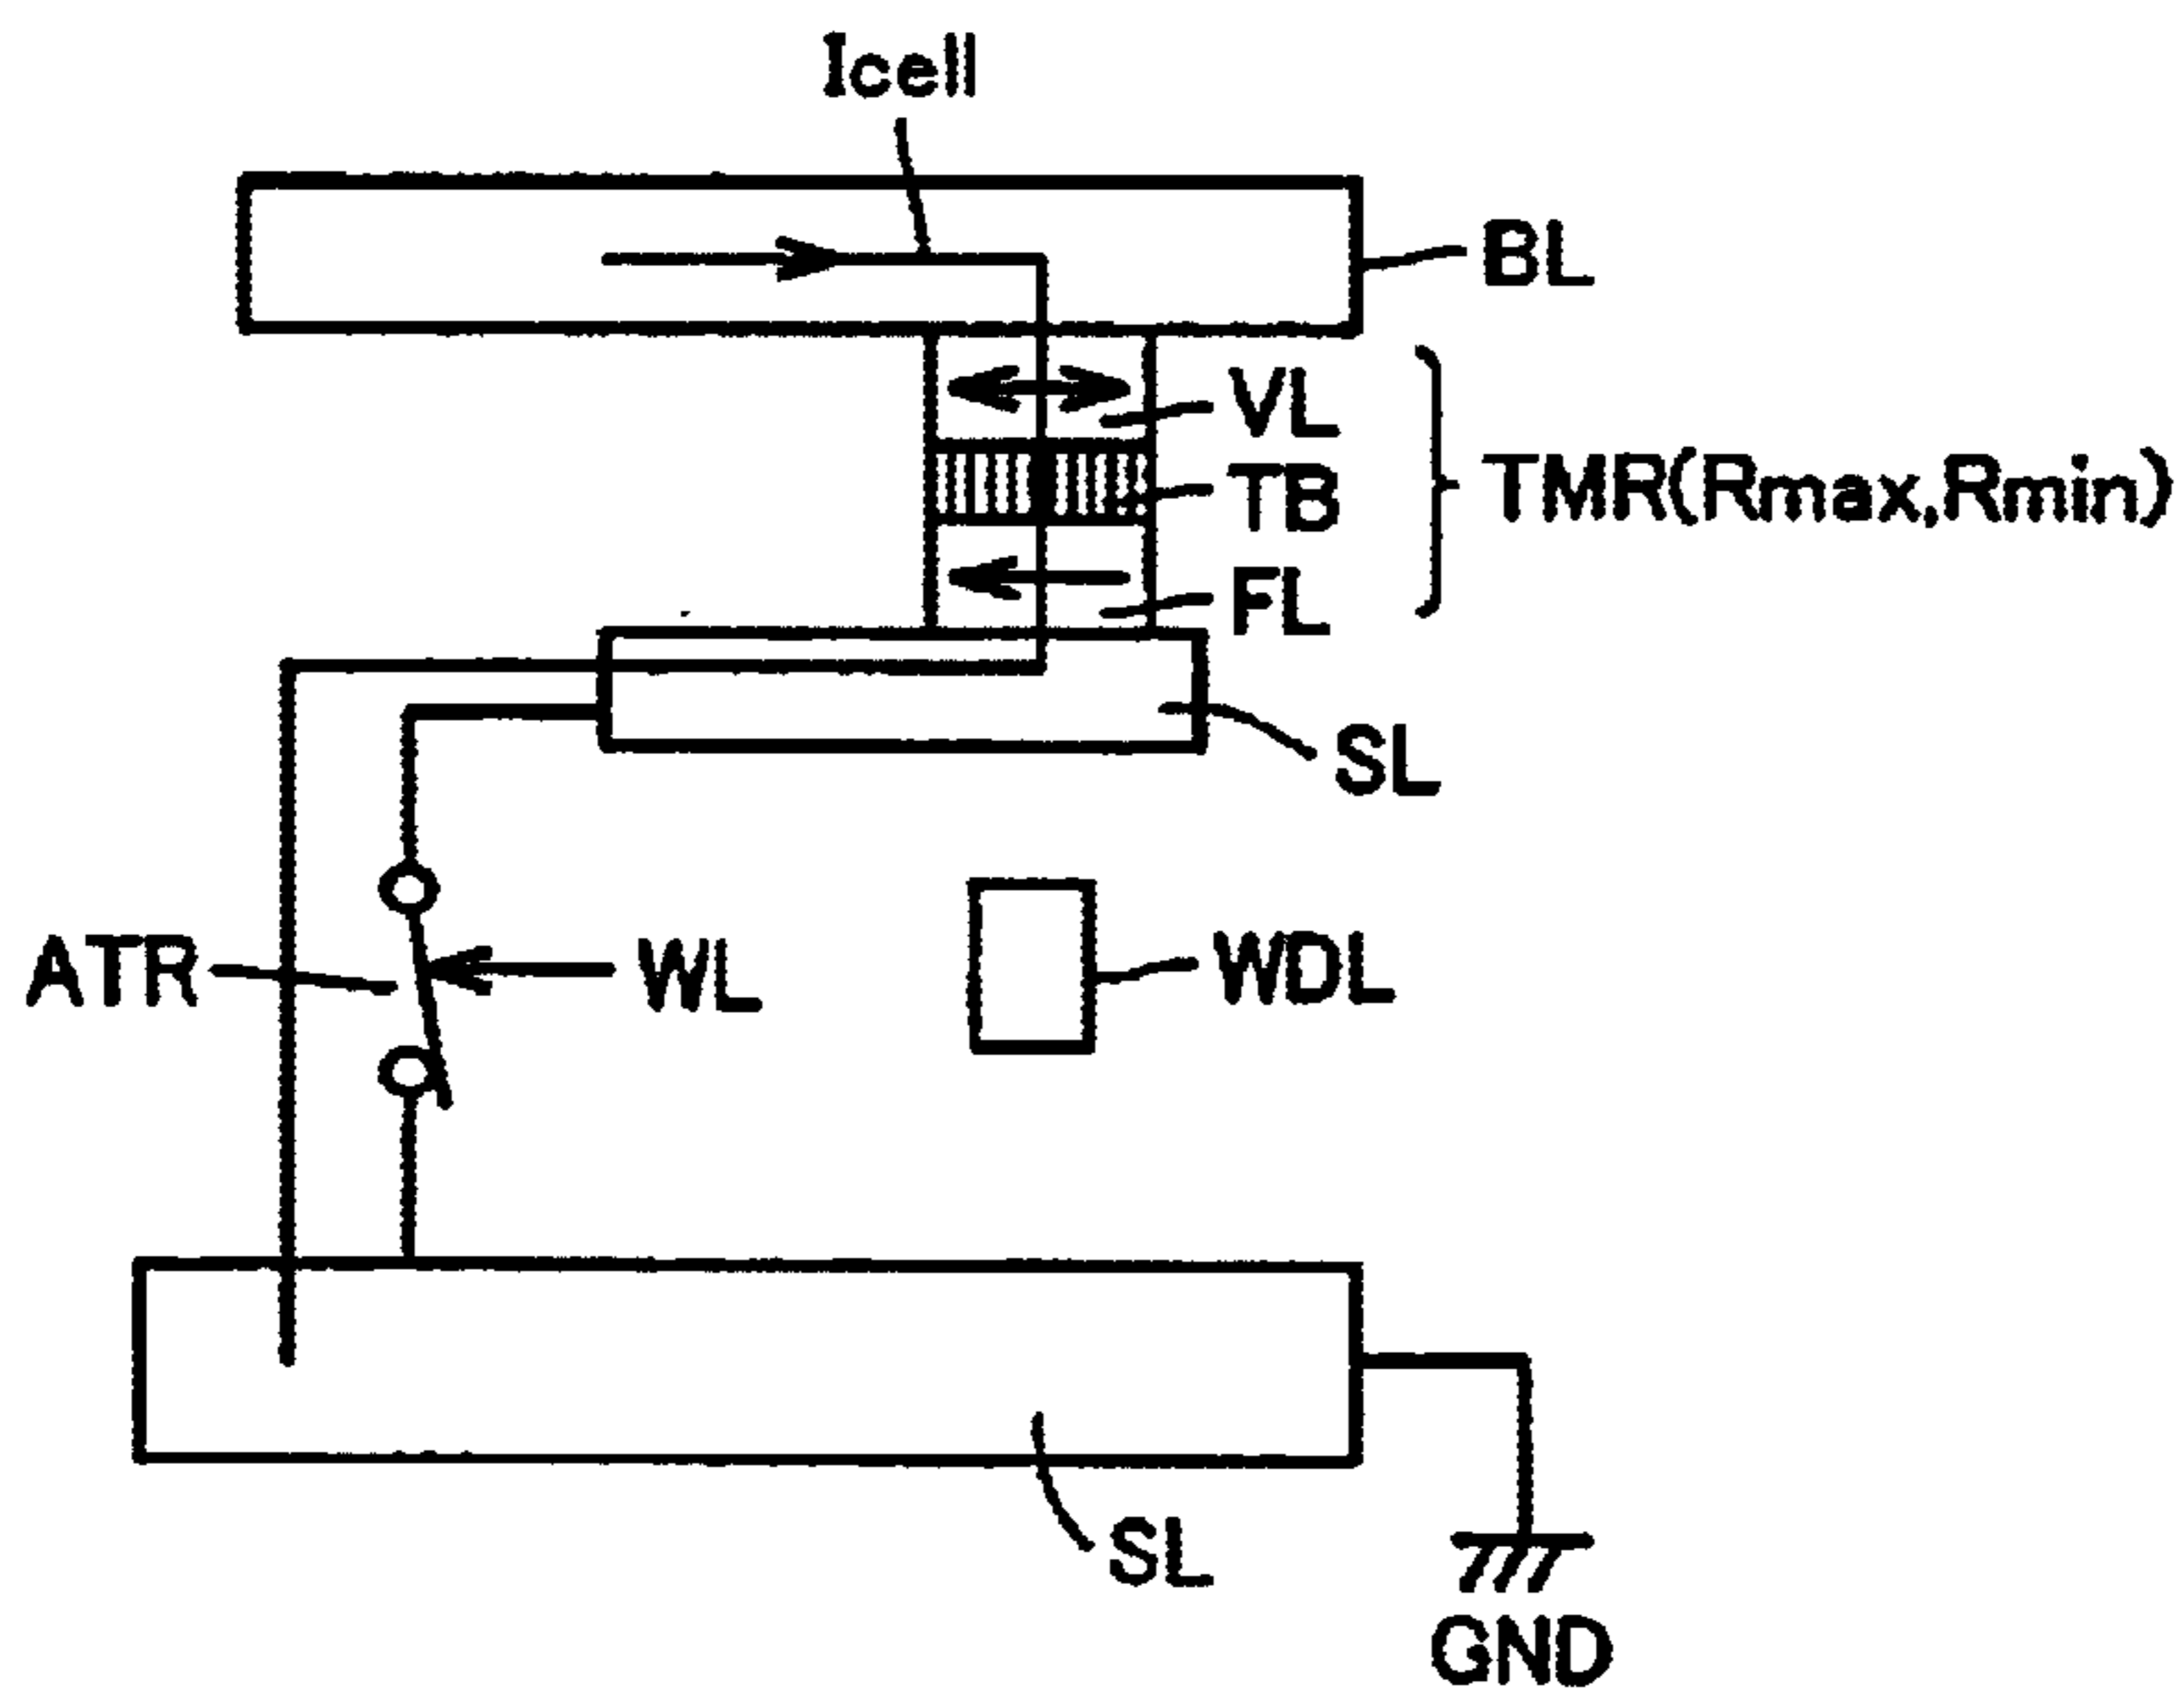 Icell
BL
VL
TB
TMR(Rmax,Rmin)
FL
SL
ATR
WL
WDL
SL
GND